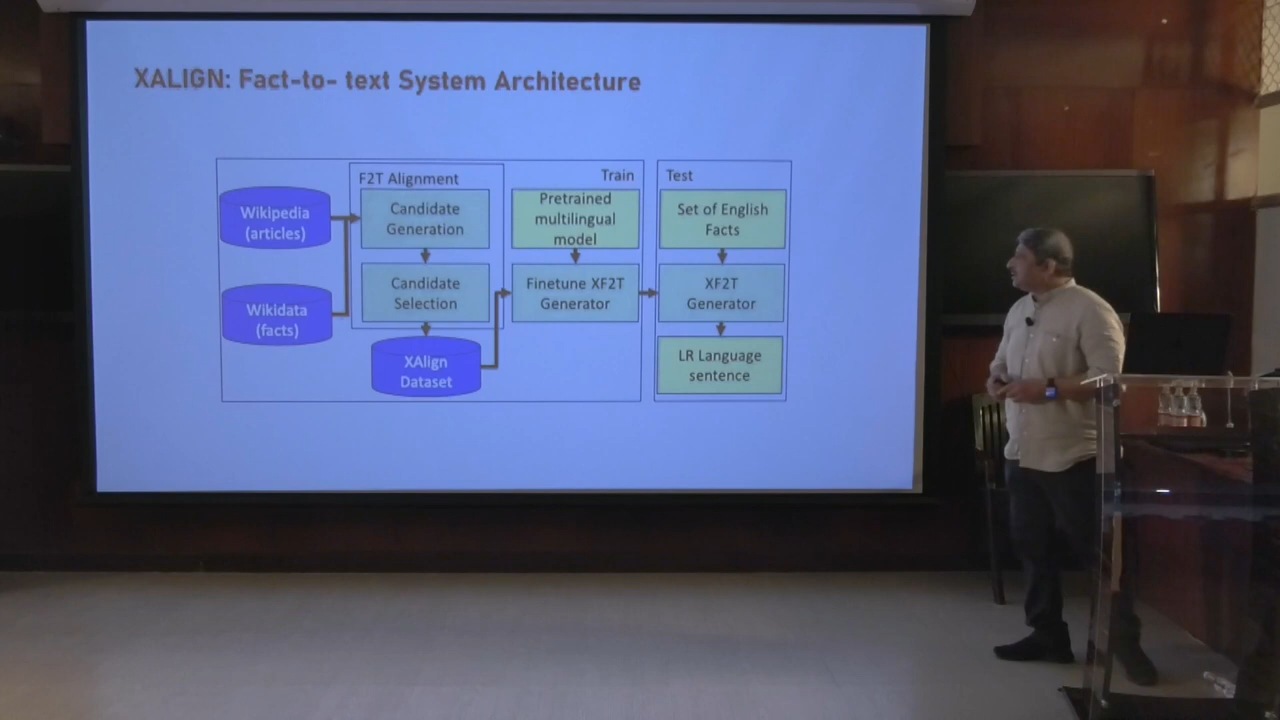 XALIGN: Fact-to- text System Architecture
F2T Alignment
Train
Test
Wikipedia
(articles)
Candidate
Generation
Pretrained
multilingual
model
Set of English
Facts
Wikidata
(facts)
Candidate
Selection
Finetune XF2T
Generator
XF2T
Generator
XAlign
Dataset
LR Language
sentence